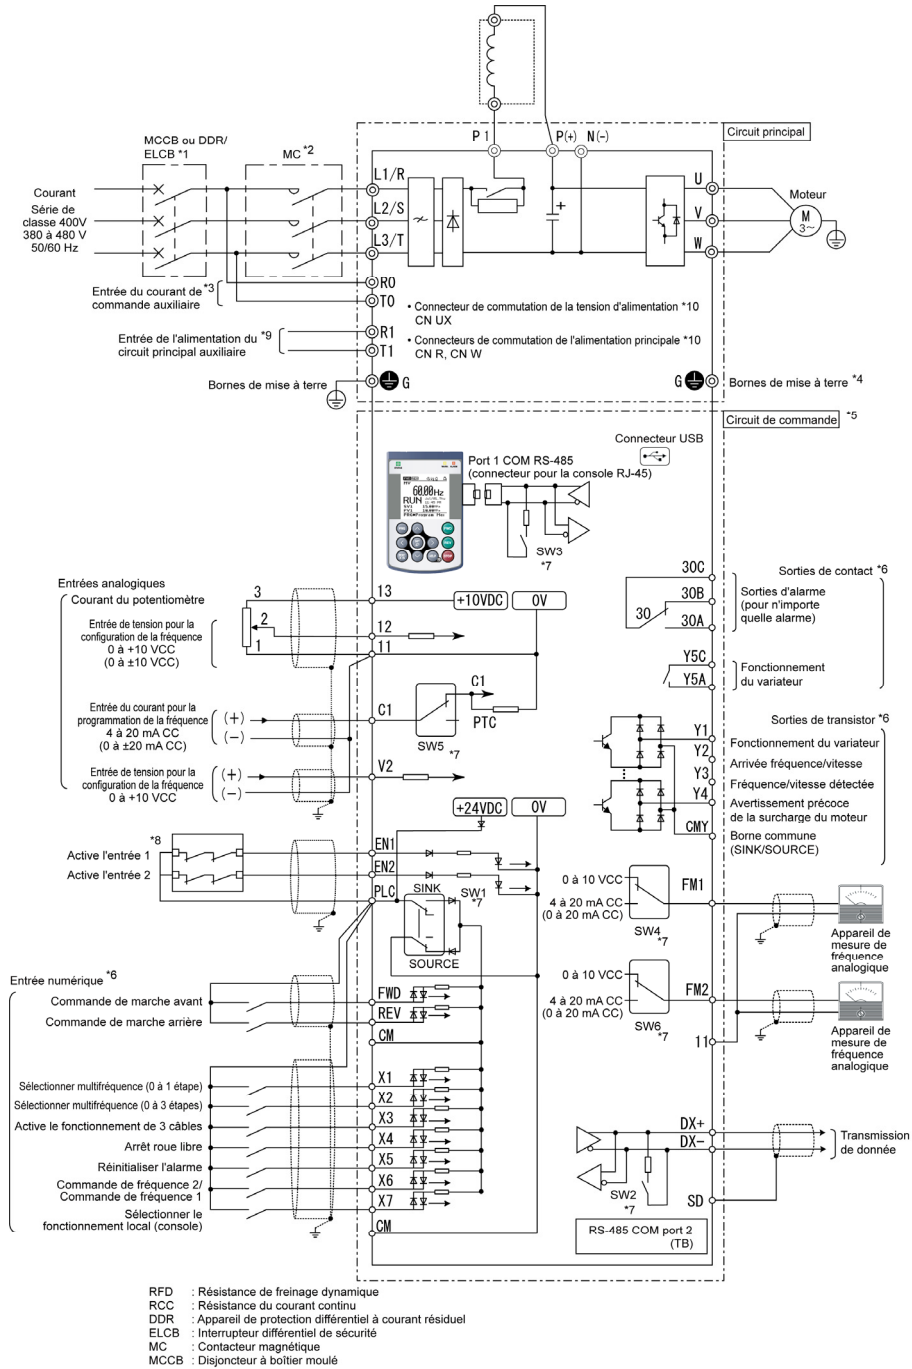 P1
P(+)
N(-)
Circuit principal
MCCB ou DDR/
ELCB *1
MC *2
L1/R
L2/S
L3/T
Courant
Série de
classe 400V
380 à 480 V
50/60 Hz
+
U
V
W
Moteur
M
3~
R0
T0
Entrée du courant de *3
commande auxiliaire
• Connecteur de commutation de la tension d'alimentation *10
CN UX
• Connecteurs de commutation de l'alimentation principale *10
CN R, CN W
Entrée de l'alimentation du *9
circuit principal auxiliaire
R1
T1
Bornes de mise à terre
G
G
Bornes de mise à terre *4
Circuit de commande *5
Connecteur USB
Port 1 COM RS-485
(connecteur pour la console RJ-45)
60.00Hz
RUN
SW3
*7
Entrées analogiques
Courant du potentiomètre
3
2
1
13
12
11
+10VDC
0V
Entrée de tension pour la
configuration de la fréquence
0 à +10 VCC
(0 à ±10 VCC)
30C
30B
30A
30
Sorties de contact *6
Sorties d'alarme
(pour n'importe
quelle alarme)
Y5C
Y5A
Fonctionnement
du variateur
Entrée du courant pour la
programmation de la fréquence
4 à 20 mA CC
(0 à ±20 mA CC)
(+)
(-)
C1
C1
PTC
SW5
*7
Sorties de transistor *6
Y1
Y2
Y3
Y4
CMY
Fonctionnement du variateur
Arrivée fréquence/vitesse
Fréquence/vitesse détectée
Avertissement précoce
de la surcharge du moteur
Borne commune
(SINK/SOURCE)
Entrée de tension pour la
configuration de la fréquence
0 à +10 VCC
(+)
(-)
V2
+24VDC
0V
*8
Active l'entrée 1
Active l'entrée 2
EN1
EN2
PLC
SINK
SOURCE
SW1
*7
0 à 10 VCC
4 à 20 mA CC
(0 à 20 mA CC)
SW4
*7
FM1
Appareil de
mesure de
fréquence
analogique
0 à 10 VCC
4 à 20 mA CC
(0 à 20 mA CC)
SW6
*7
FM2
11
Appareil de
mesure de
fréquence
analogique
Entrée numérique *6
Commande de marche avant
Commande de marche arrière
FWD
REV
CM
Sélectionner multifréquence (0 à 1 étape)
Sélectionner multifréquence (0 à 3 étapes)
Active le fonctionnement de 3 câbles
Arrêt roue libre
Réinitialiser l'alarme
Commande de fréquence 2/
Commande de fréquence 1
Sélectionner le
fonctionnement local (console)
X1
X2
X3
X4
X5
X6
X7
CM
DX+
DX-
SD
SW2
*7
Transmission
de donnée
RS-485 COM port 2
(TB)
RFD : Résistance de freinage dynamique
RCC : Résistance du courant continu
DDR : Appareil de protection différentiel à courant résiduel
ELCB : Interrupteur différentiel de sécurité
MC : Contacteur magnétique
MCCB : Disjoncteur à boîtier moulé